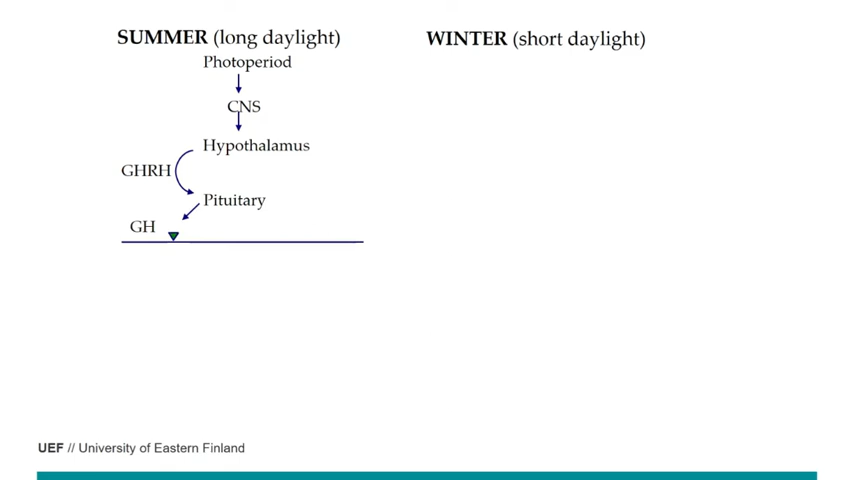 SUMMER (long daylight)
WINTER (short daylight)
Photoperiod
CNS
Hypothalamus
GHRH
Pituitary
GH
UEF // University of Eastern Finland